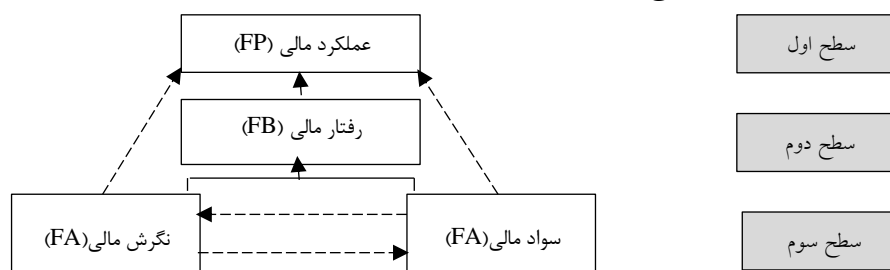 عملکرد مالی (FP)
سطح اول
رفتار مالی (FB)
سطح دوم
سواد مالی(FA)
نگرش مالی(FA)
سطح سوم